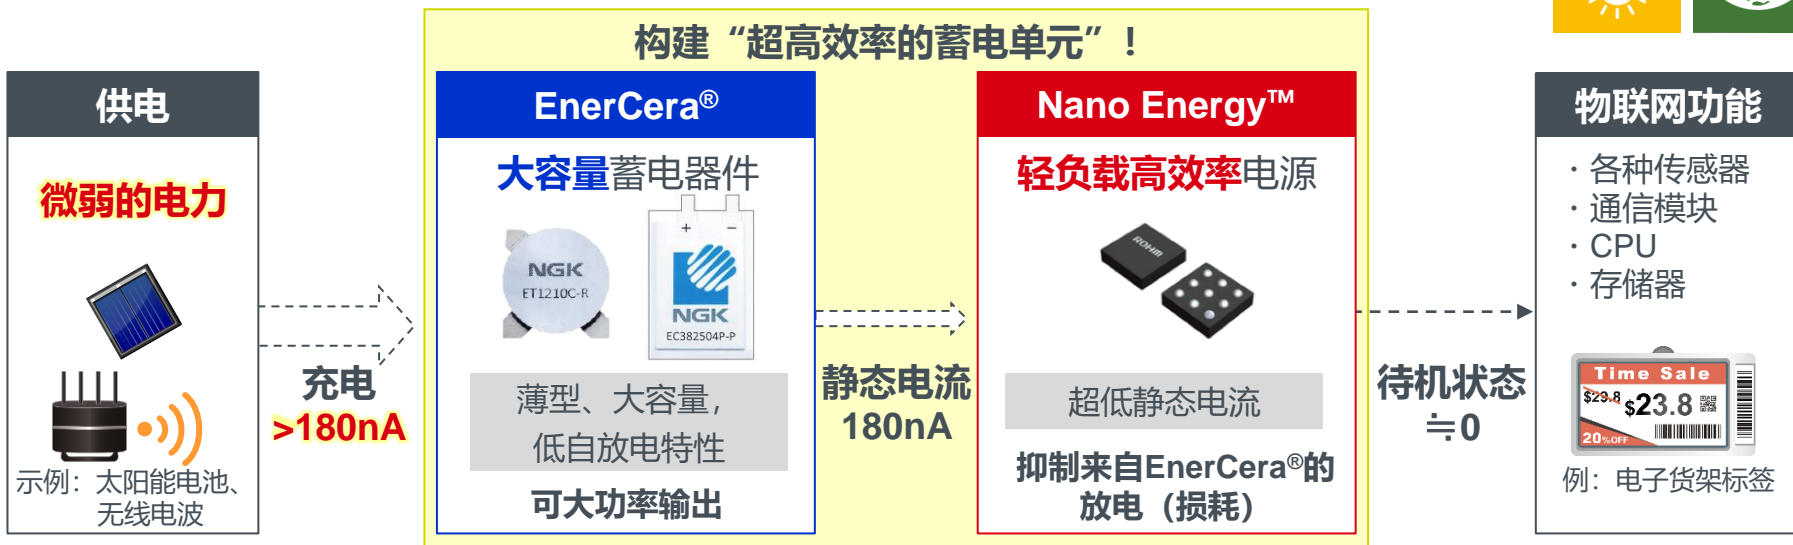 构建“超高效率的蓄电单元”！
供电
微弱的电力
示例：太阳能电池、
无线电波
充电
>180nA
EnerCera®
大容量蓄电器件
NGK
ET1210C-R
+ −
NGK
EC382504P-P
薄型、大容量，
低自放电特性
可大功率输出
静态电流
180nA
Nano Energy™
轻负载高效率电源
ROHM
超低静态电流
抑制来自EnerCera®的
放电（损耗）
待机状态
≒0
物联网功能
・各种传感器
・通信模块
・CPU
・存储器
Time Sale
$29.8 $23.8
20%OFF
例：电子货架标签